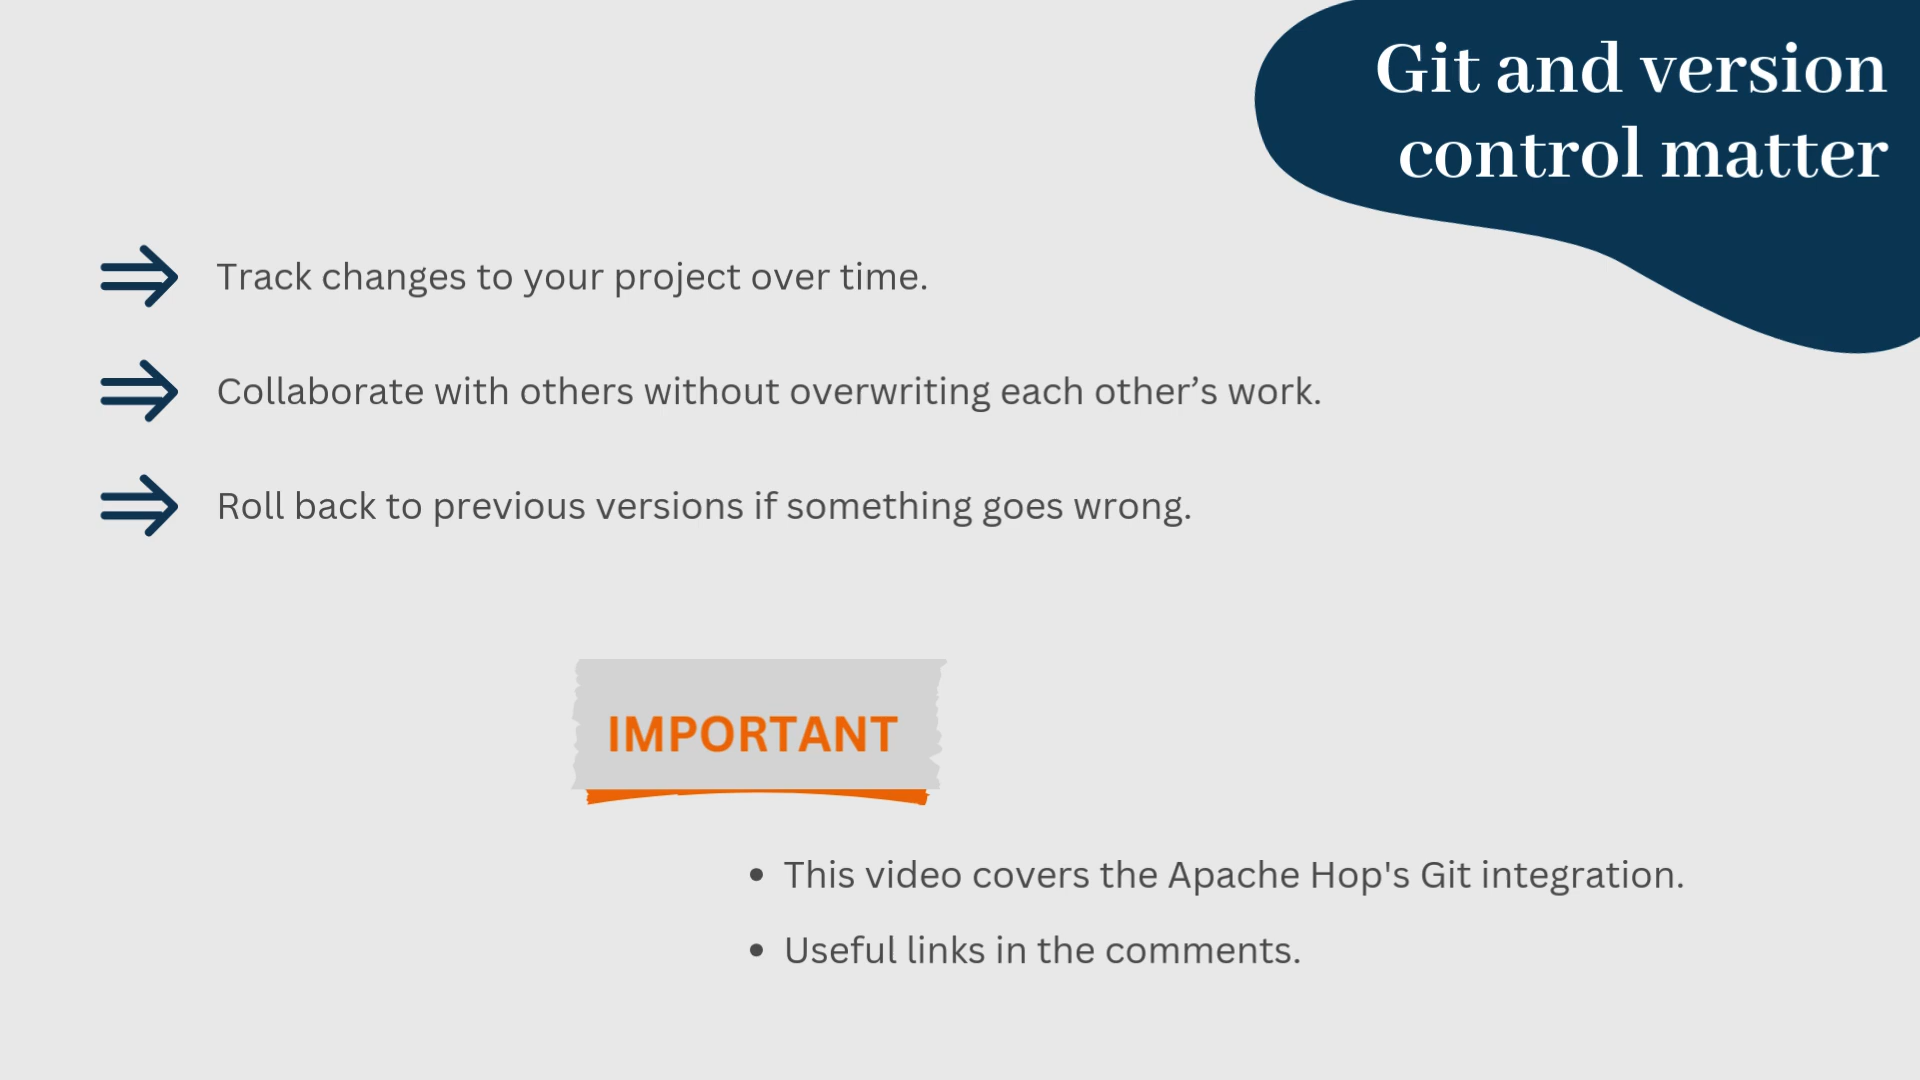 Git and version
control matter
Track changes to your project over time.
Collaborate with others without overwriting each other’s work.
Roll back to previous versions if something goes wrong.
IMPORTANT
• This video covers the Apache Hop's Git integration.
• Useful links in the comments.